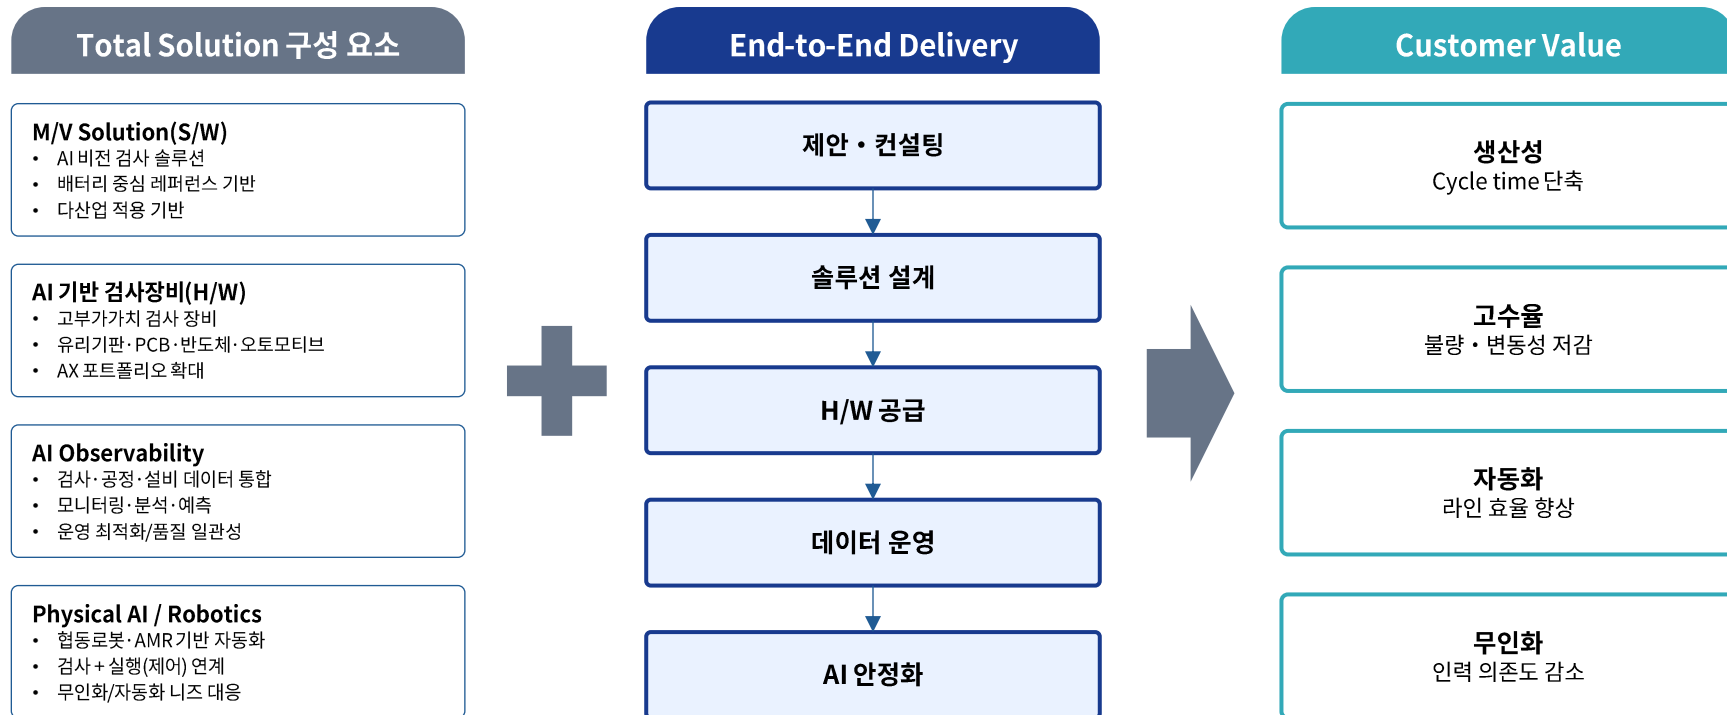 Total Solution 구성 요소
M/V Solution(S/W)
• AI 비전 검사 솔루션
• 배터리 중심 레퍼런스 기반
• 다산업 적용 기반
AI 기반 검사장비(H/W)
• 고부가가치 검사 장비
• 유리기판·PCB·반도체·오토모티브
• AX 포트폴리오 확대
AI Observability
• 검사·공정·설비 데이터 통합
• 모니터링·분석·예측
• 운영 최적화/품질 일관성
Physical AI / Robotics
• 협동로봇·AMR기반 자동화
• 검사 + 실행(제어) 연계
• 무인화/자동화 니즈 대응
End-to-End Delivery
제안 • 컨설팅
솔루션 설계
H/W 공급
데이터 운영
AI 안정화
Customer Value
생산성
Cycle time 단축
고수율
불량 • 변동성 저감
자동화
라인 효율 향상
무인화
인력 의존도 감소